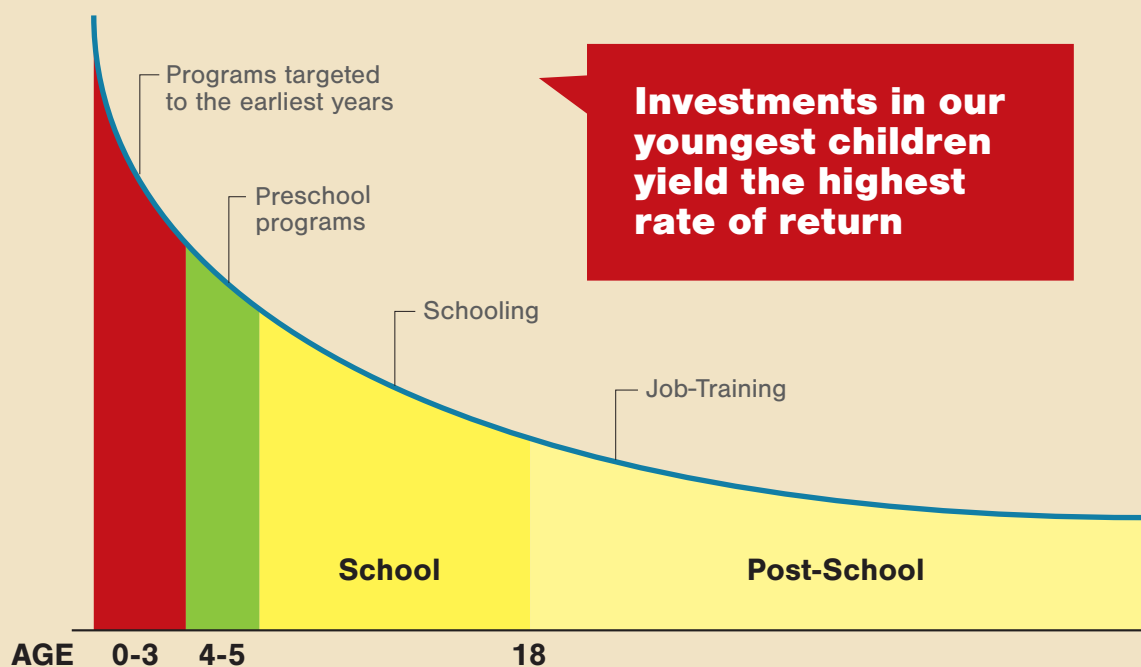 Programs targeted
to the earliest years
Investments in our
youngest children
yield the highest
rate of return
Preschool
programs
Schooling
Job-Training
School
Post-School
AGE 0-3 4-5 18